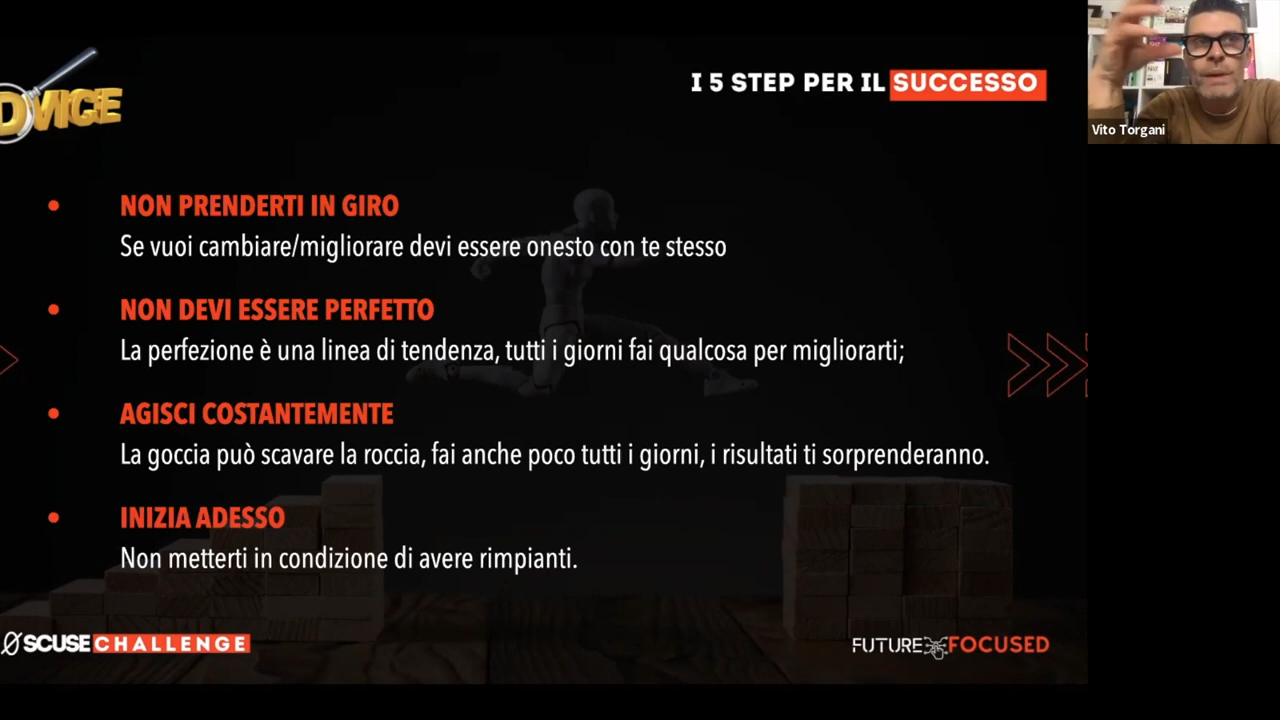 DVICE
I 5 STEP PER IL SUCCESSO
Vito Torgani
• NON PRENDERTI IN GIRO
Se vuoi cambiare/migliorare devi essere onesto con te stesso
• NON DEVI ESSERE PERFETTO
La perfezione è una linea di tendenza, tutti i giorni fai qualcosa per migliorarti;
• AGISCI COSTANTEMENTE
La goccia può scavare la roccia, fai anche poco tutti i giorni, i risultati ti sorprenderanno.
• INIZIA ADESSO
Non metterti in condizione di avere rimpianti.
Ø SCUSE CHALLENGE
FUTURE FOCUSED